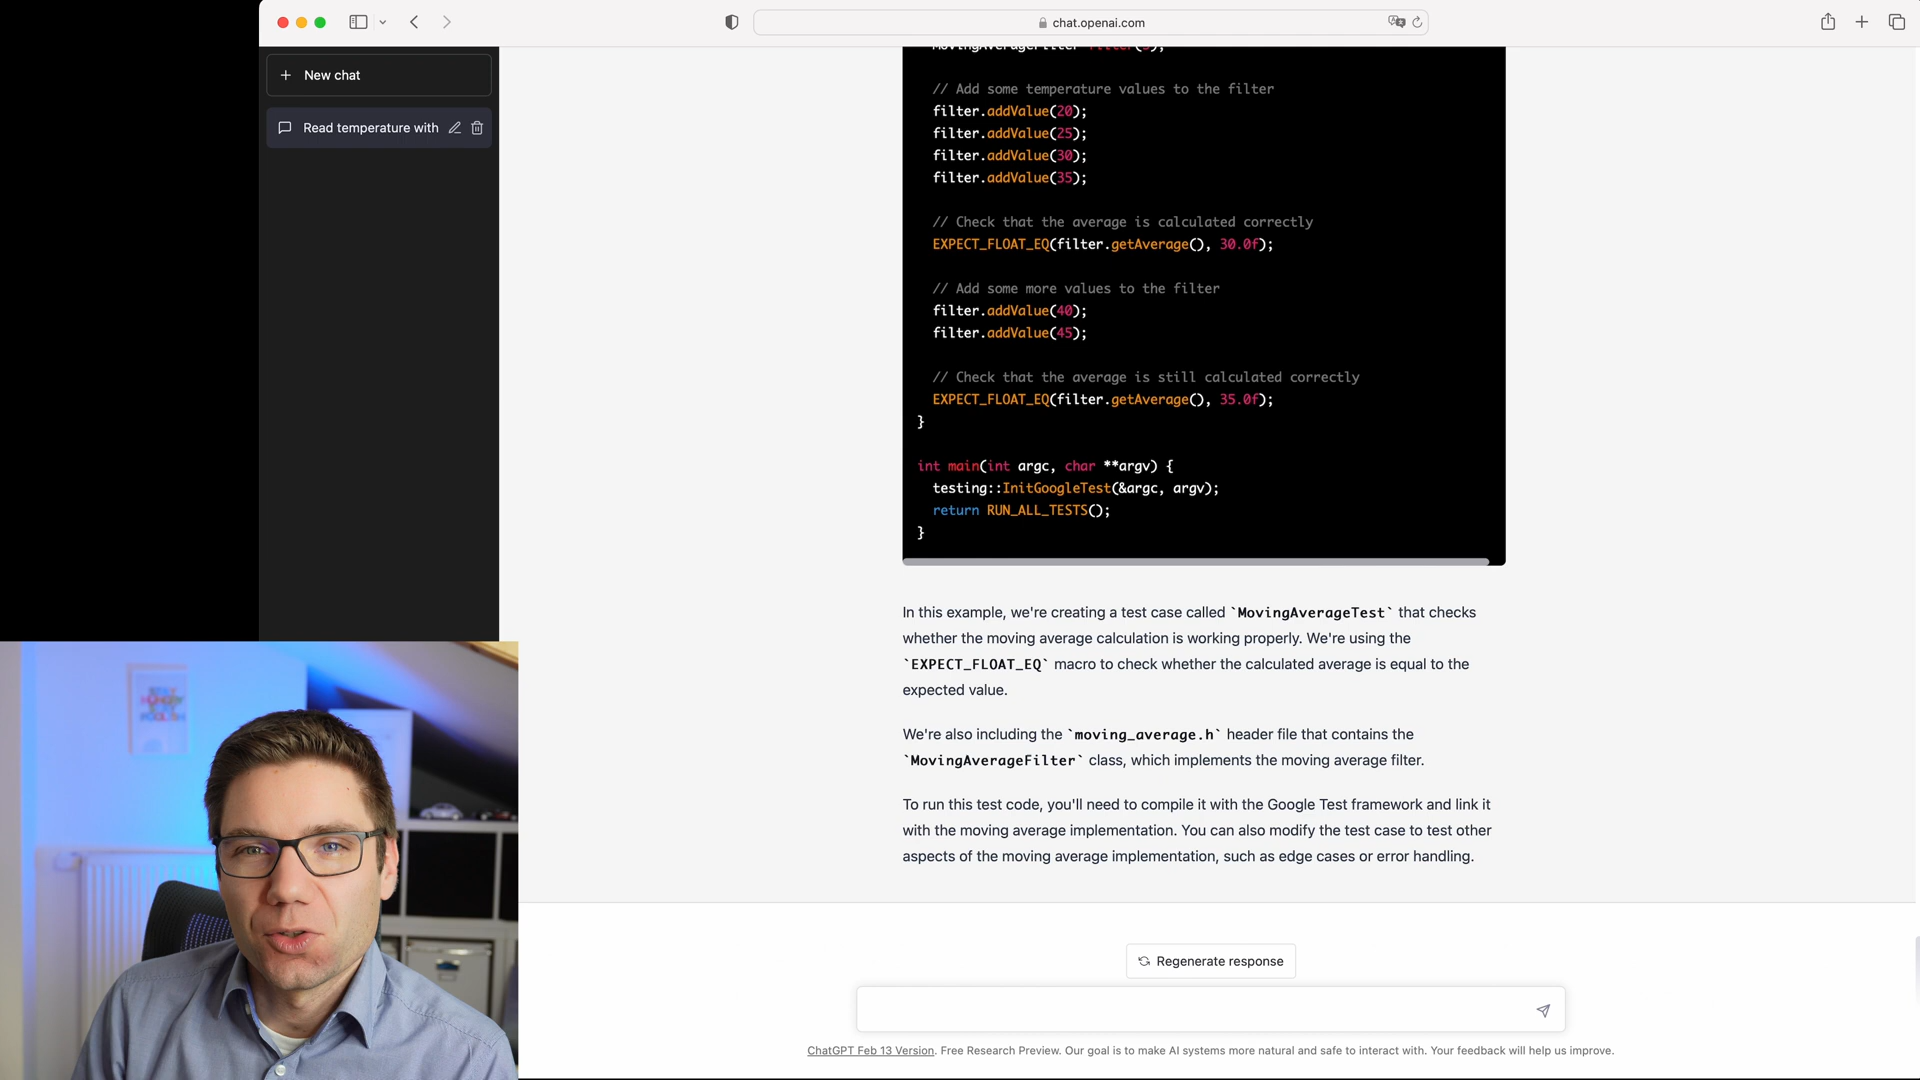 chat.openai.com
New chat
Read temperature with
MovingAverageFilter filter(3);
// Add some temperature values to the filter
filter.addValue(20);
filter.addValue(25);
filter.addValue(30);
filter.addValue(35);
// Check that the average is calculated correctly
EXPECT_FLOAT_EQ(filter.getAverage(), 30.0f);
// Add some more values to the filter
filter.addValue(40);
filter.addValue(45);
// Check that the average is still calculated correctly
EXPECT_FLOAT_EQ(filter.getAverage(), 35.0f);
}
int main(int argc, char **argv) {
testing::InitGoogleTest(&argc, argv);
return RUN_ALL_TESTS();
}
In this example, we're creating a test case called `MovingAverageTest` that checks
whether the moving average calculation is working properly. We're using the
`EXPECT_FLOAT_EQ` macro to check whether the calculated average is equal to the
expected value.
We're also including the `moving_average.h` header file that contains the
`MovingAverageFilter` class, which implements the moving average filter.
To run this test code, you'll need to compile it with the Google Test framework and link it
with the moving average implementation. You can also modify the test case to test other
aspects of the moving average implementation, such as edge cases or error handling.
Regenerate response
ChatGPT Feb 13 Version. Free Research Preview. Our goal is to make AI systems more natural and safe to interact with. Your feedback will help us improve.